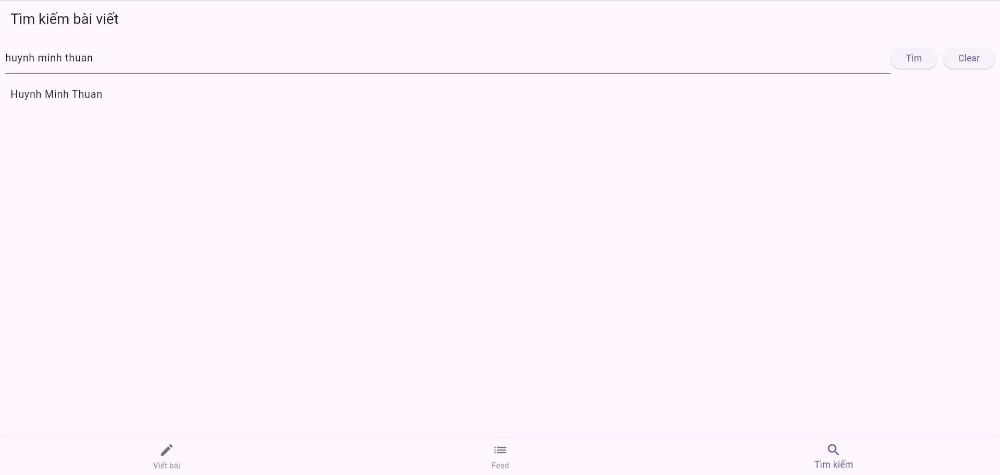 Tìm kiếm bài viết
huynh minh thuan
Tìm
Clear
Huynh Minh Thuan
Viết bài
Feed
Tìm kiếm